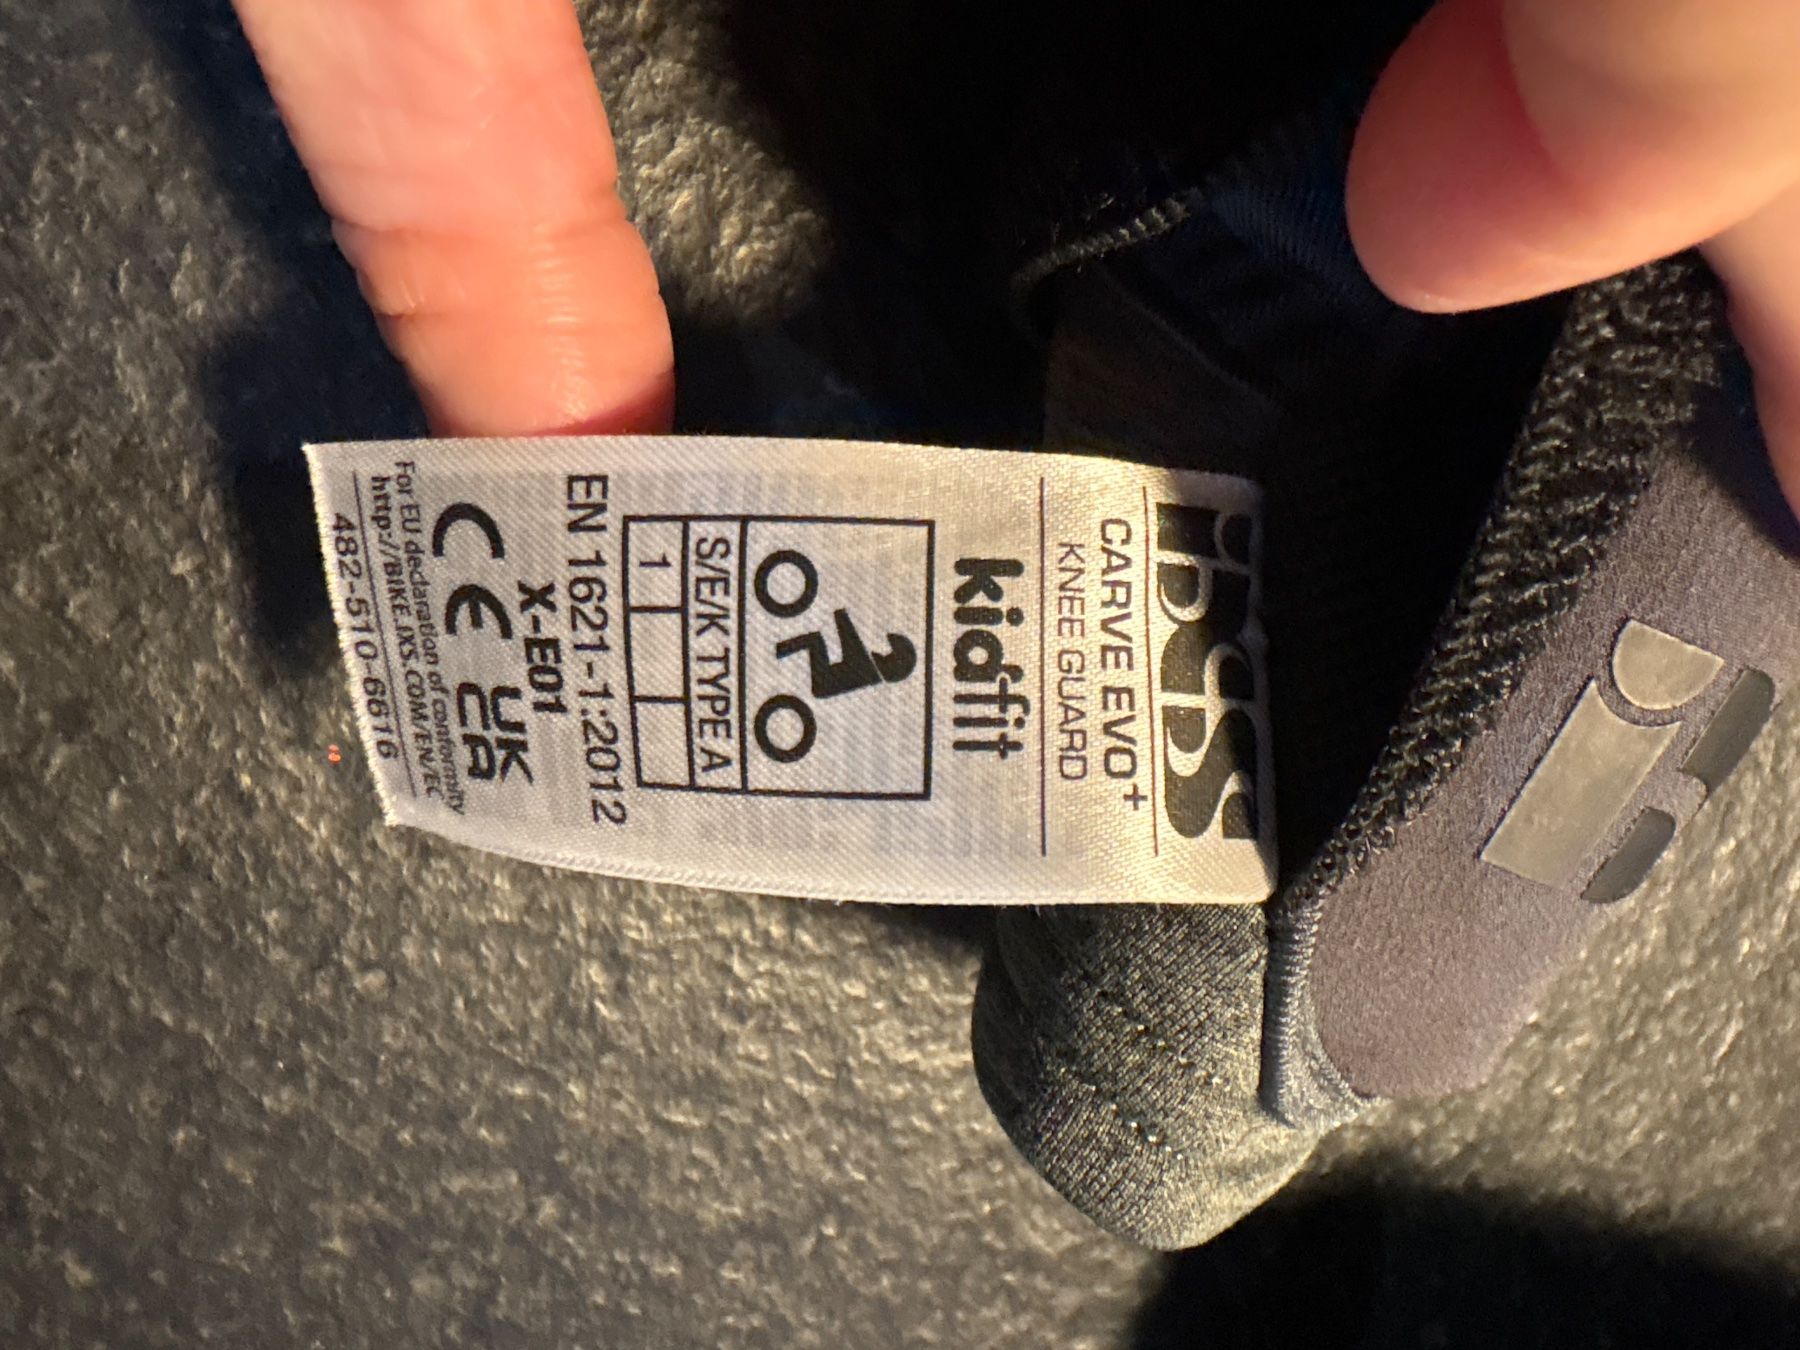 iXS
CARVE EVO+
KNEE GUARD
kidfit
S/E/K TYPE A
1
EN 1621-1:2012
X-E01
CE UK CA
For EU declaration of conformity
http://BIKE.IXS.COM/EN/EC
482-510-6616